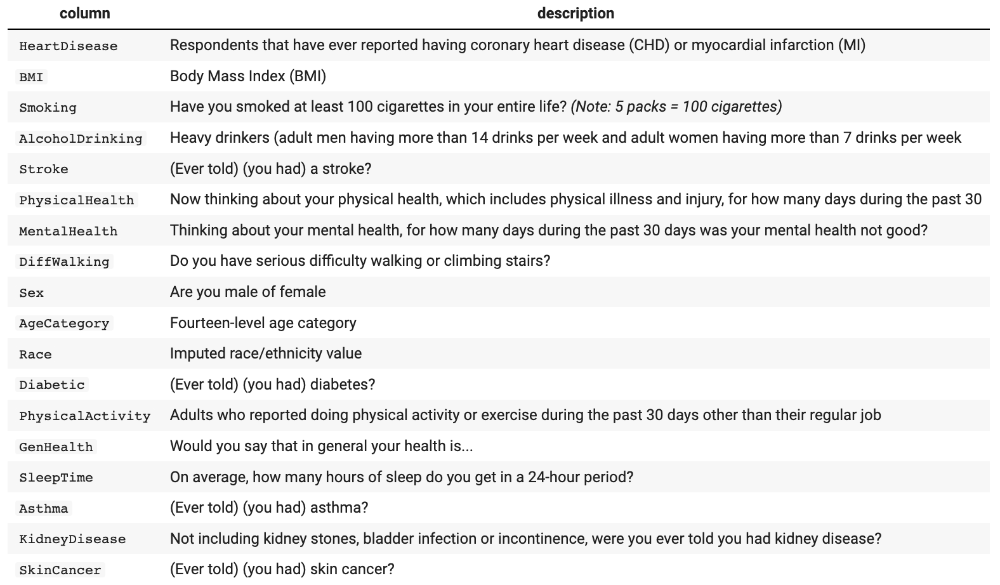 column description
HeartDisease Respondents that have ever reported having coronary heart disease (CHD) or myocardial infarction (MI)
BMI Body Mass Index (BMI)
Smoking Have you smoked at least 100 cigarettes in your entire life? (Note: 5 packs = 100 cigarettes)
AlcoholDrinking Heavy drinkers (adult men having more than 14 drinks per week and adult women having more than 7 drinks per week
Stroke (Ever told) (you had) a stroke?
PhysicalHealth Now thinking about your physical health, which includes physical illness and injury, for how many days during the past 30
MentalHealth Thinking about your mental health, for how many days during the past 30 days was your mental health not good?
DiffWalking Do you have serious difficulty walking or climbing stairs?
Sex Are you male of female
AgeCategory Fourteen-level age category
Race Imputed race/ethnicity value
Diabetic (Ever told) (you had) diabetes?
PhysicalActivity Adults who reported doing physical activity or exercise during the past 30 days other than their regular job
GenHealth Would you say that in general your health is...
SleepTime On average, how many hours of sleep do you get in a 24-hour period?
Asthma (Ever told) (you had) asthma?
KidneyDisease Not including kidney stones, bladder infection or incontinence, were you ever told you had kidney disease?
SkinCancer (Ever told) (you had) skin cancer?